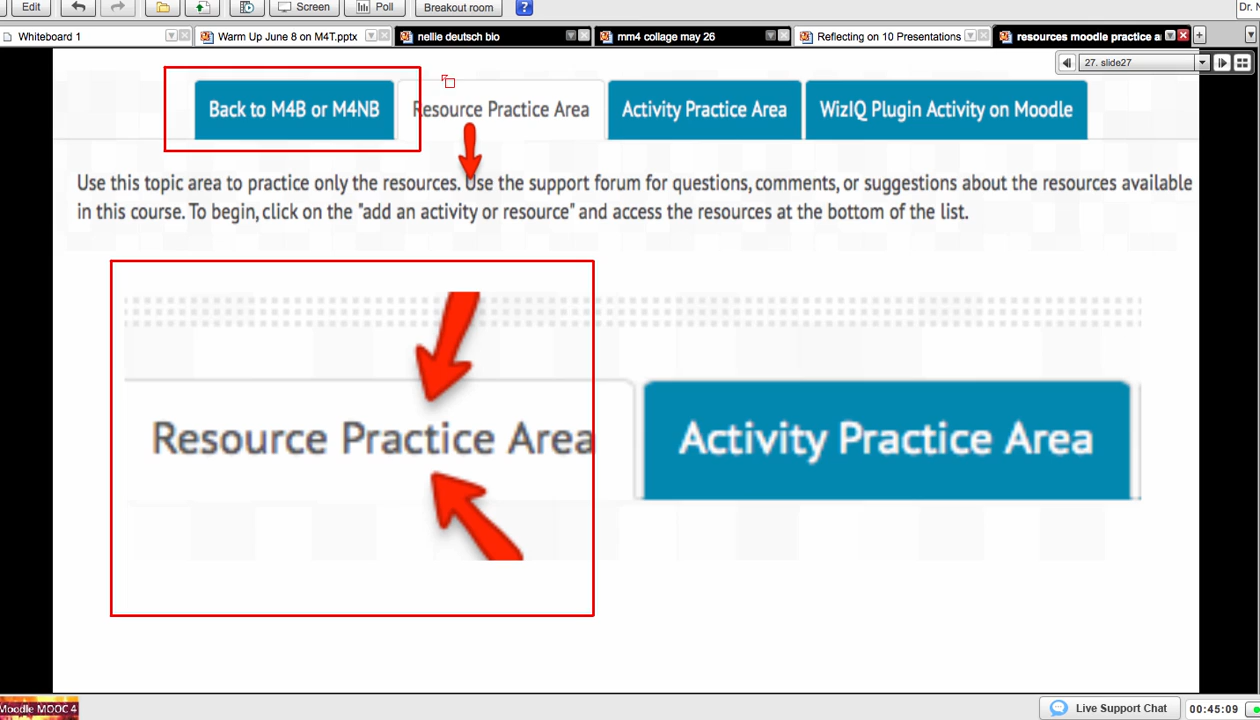 Edit Screen Poll Breakout room ? Dr. N
Whiteboard 1 Warm Up June 8 on M4T.pptx nellie deutsch bio mm4 collage may 26 Reflecting on 10 Presentations resources moodle practice a
27. slide27
Back to M4B or M4NB Resource Practice Area Activity Practice Area WizIQ Plugin Activity on Moodle
Use this topic area to practice only the resources. Use the support forum for questions, comments, or suggestions about the resources available
in this course. To begin, click on the "add an activity or resource" and access the resources at the bottom of the list.
Resource Practice Area Activity Practice Area
Moodle MOOC 4 Live Support Chat 00:45:09